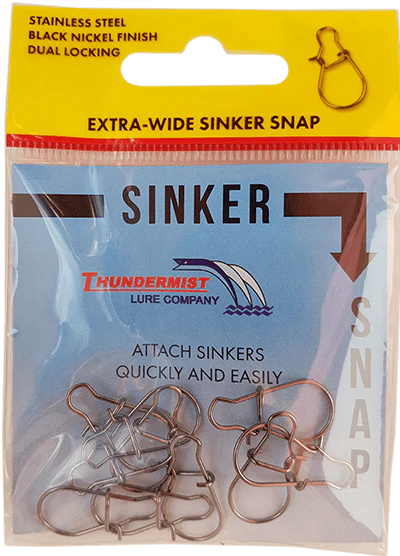 STAINLESS STEEL
BLACK NICKEL FINISH
DUAL LOCKING
EXTRA-WIDE SINKER SNAP
SINKER
SNAP
THUNDERMIST
LURE COMPANY
ATTACH SINKERS
QUICKLY AND EASILY